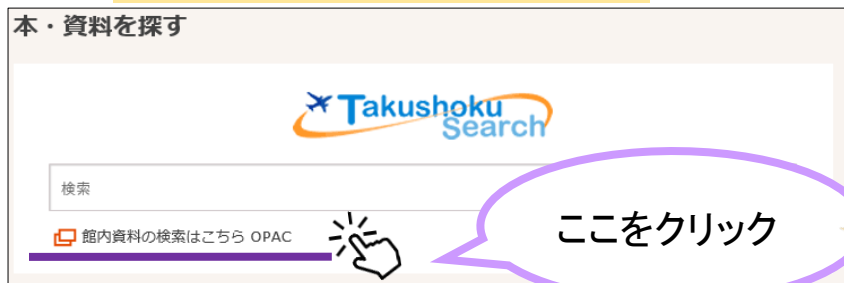 本・資料を探す
Takushoku
Search
検索
館内資料の検索はこちら OPAC
ここをクリック